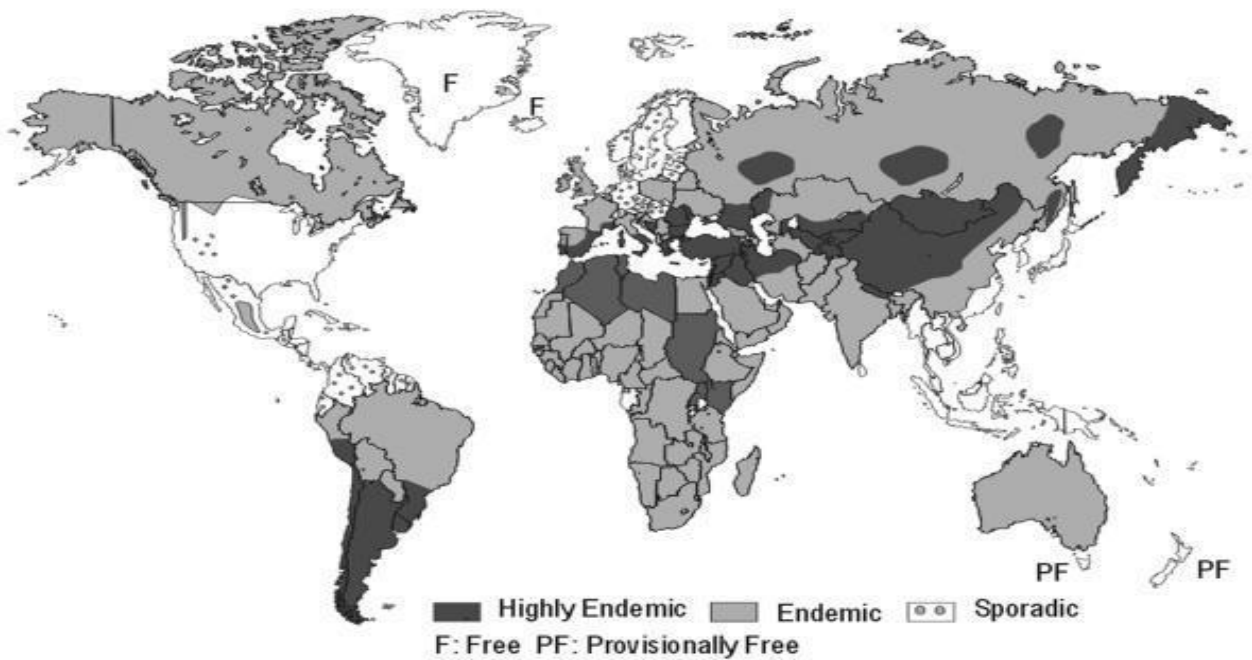 F
F
PF
PF
Highly Endemic Endemic Sporadic
F: Free PF: Provisionally Free